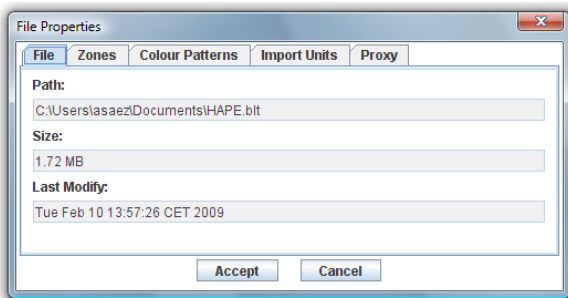 File Properties
File Zones Colour Patterns Import Units Proxy
Path:
C:\Users\asaez\Documents\HAPE.blt
Size:
1.72 MB
Last Modify:
Tue Feb 10 13:57:26 CET 2009
Accept Cancel